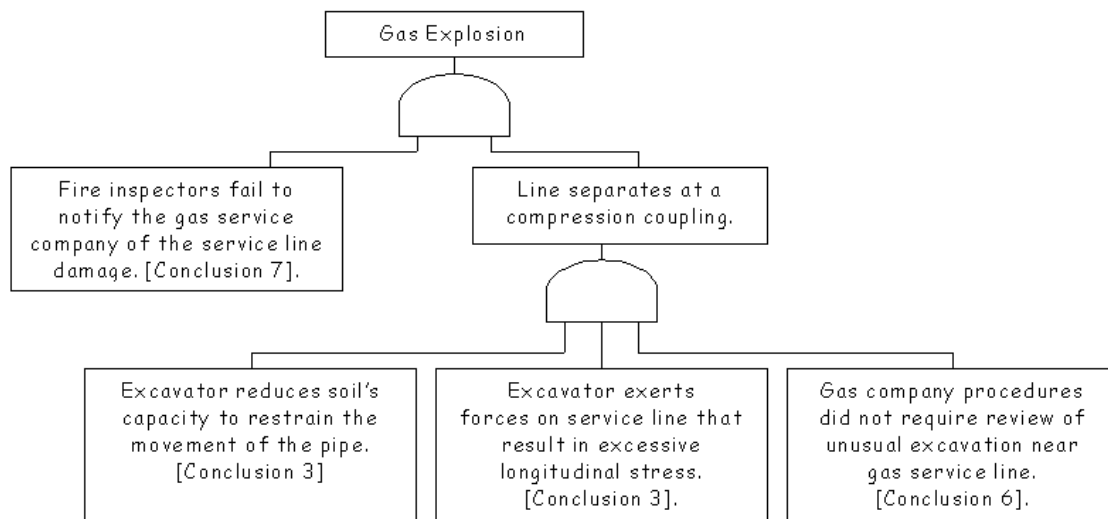 Gas Explosion
Fire inspectors fail to
notify the gas service
company of the service line
damage. [Conclusion 7].
Line separates at a
compression coupling.
Excavator reduces soil's
capacity to restrain the
movement of the pipe.
[Conclusion 3]
Excavator exerts
forces on service line that
result in excessive
longitudinal stress.
[Conclusion 3].
Gas company procedures
did not require review of
unusual excavation near
gas service line.
[Conclusion 6].